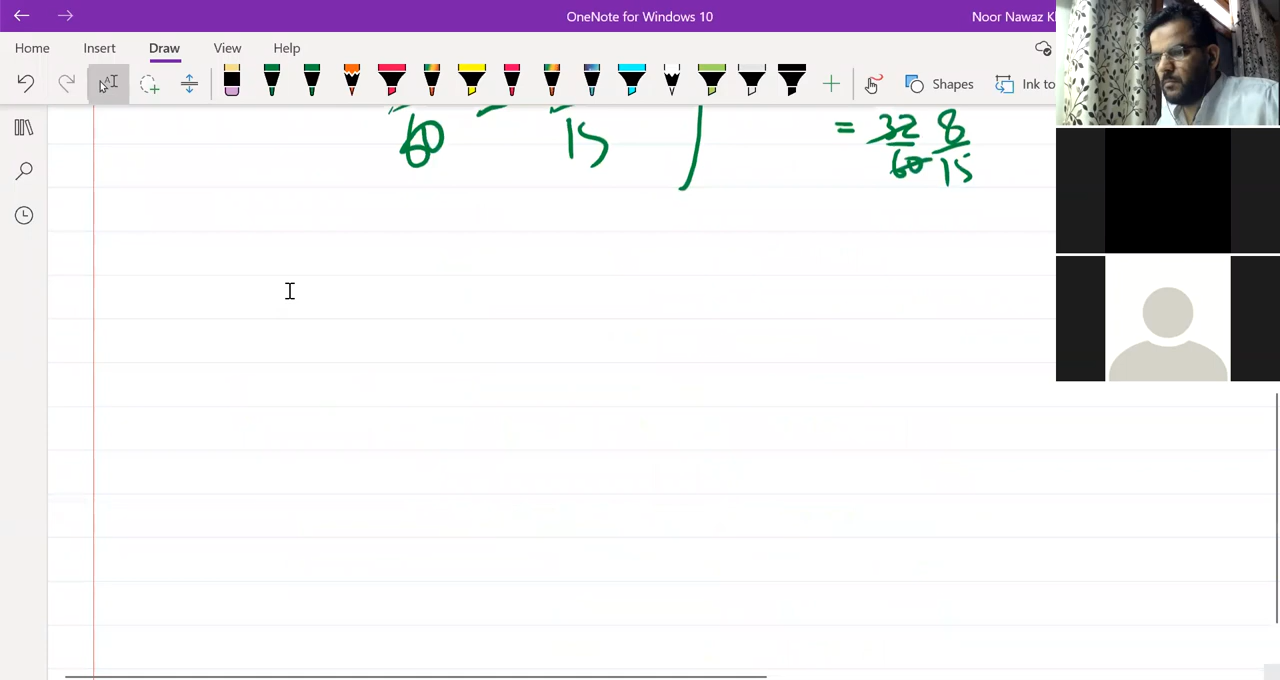 OneNote for Windows 10
Noor Nawaz Kh
Home Insert Draw View Help
Shapes Ink to
60 15 = 32/60 8/15